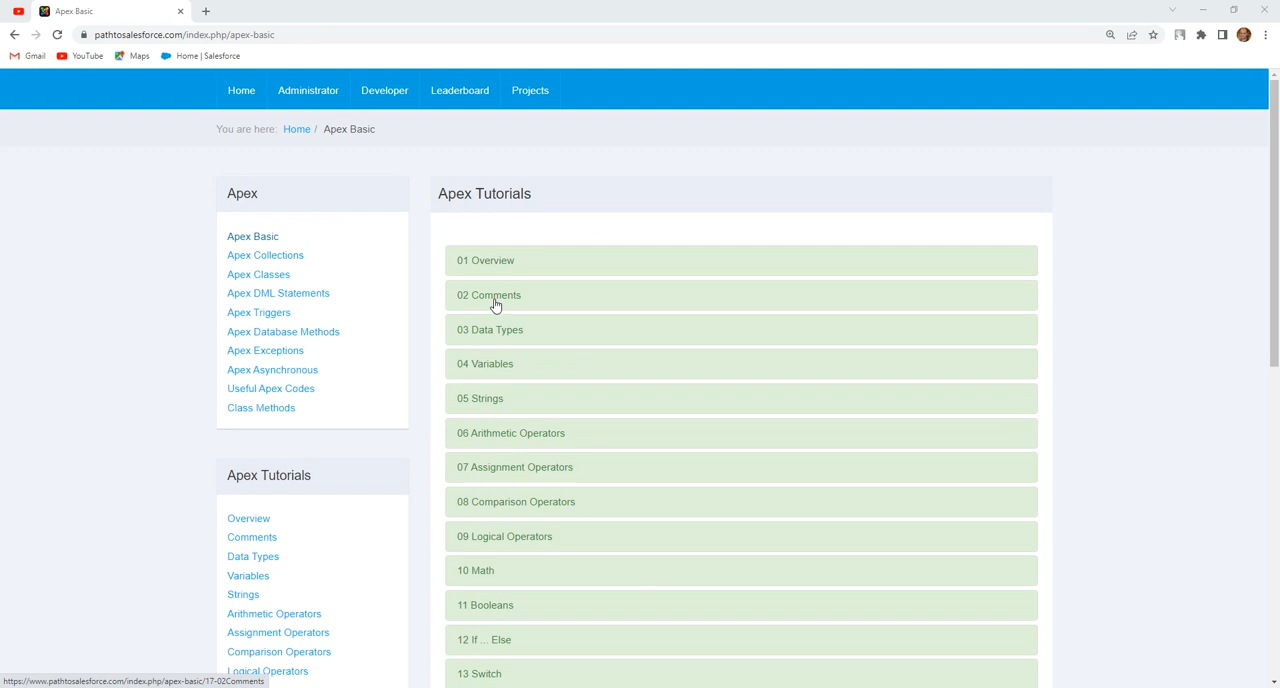 Apex Basic
pathtosalesforce.com/index.php/apex-basic
Gmail
YouTube
Maps
Home | Salesforce
Home
Administrator
Developer
Leaderboard
Projects
You are here: Home / Apex Basic
Apex
Apex Basic
Apex Collections
Apex Classes
Apex DML Statements
Apex Triggers
Apex Database Methods
Apex Exceptions
Apex Asynchronous
Useful Apex Codes
Class Methods
Apex Tutorials
Overview
Comments
Data Types
Variables
Strings
Arithmetic Operators
Assignment Operators
Comparison Operators
Logical Operators
Apex Tutorials
01 Overview
02 Comments
03 Data Types
04 Variables
05 Strings
06 Arithmetic Operators
07 Assignment Operators
08 Comparison Operators
09 Logical Operators
10 Math
11 Booleans
12 If ... Else
13 Switch
https://www.pathtosalesforce.com/index.php/apex-basic/17-02Comments